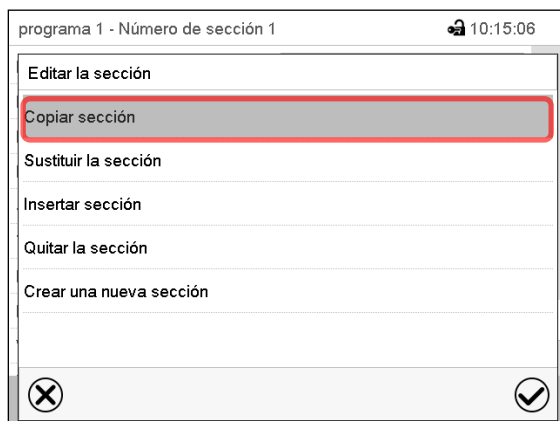 programa 1 - Número de sección 1 10:15:06
Editar la sección
Copiar sección
Sustituir la sección
Insertar sección
Quitar la sección
Crear una nueva sección